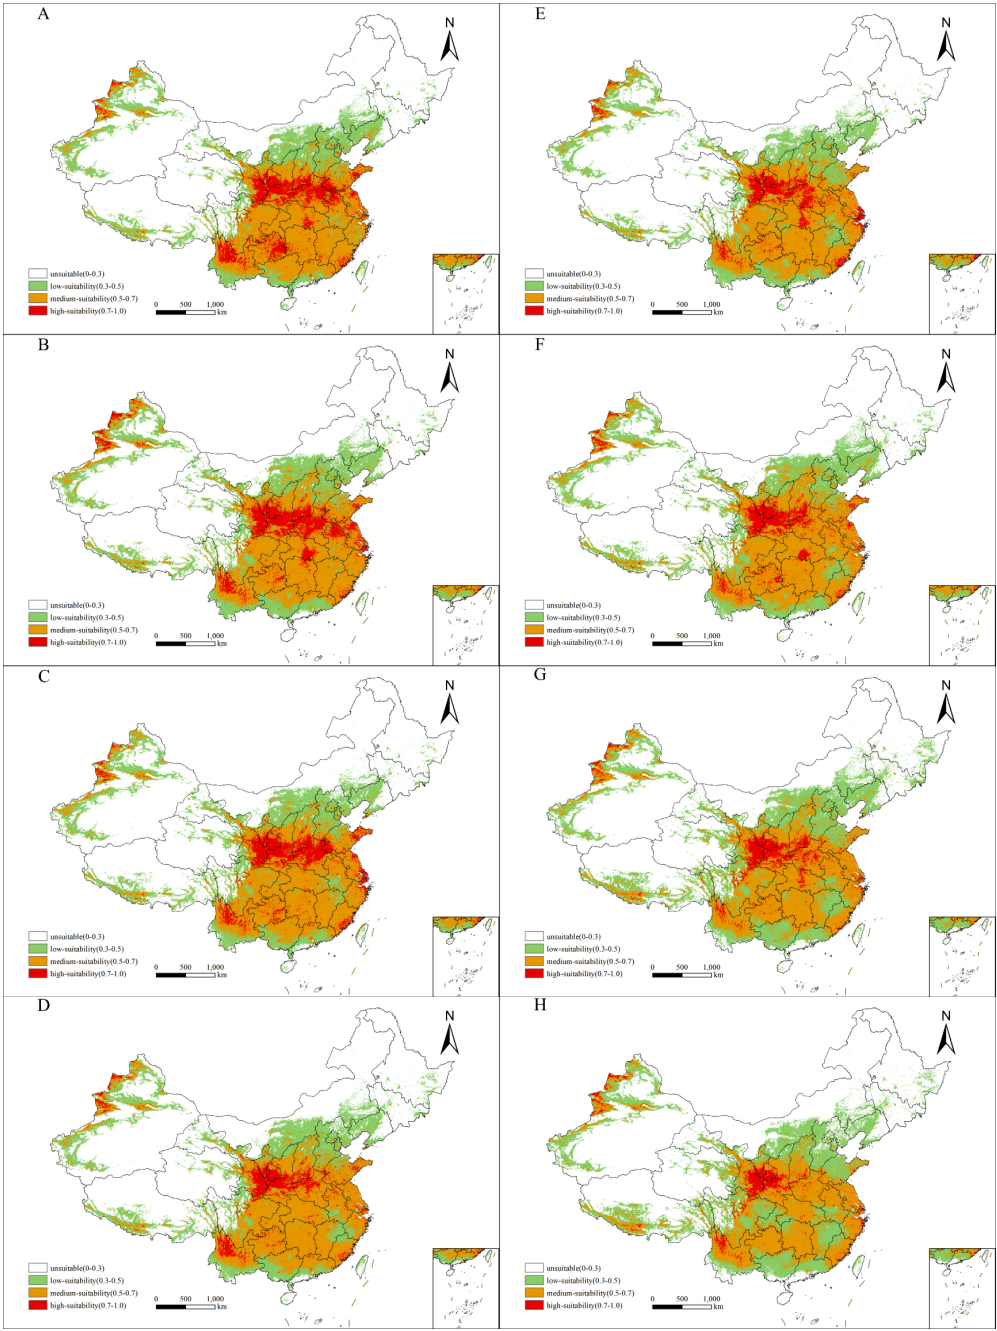 A
N
unsuitable(0-0.3)
low-suitability(0.3-0.5)
medium-suitability(0.5-0.7)
high-suitability(0.7-1.0)
0 500 1,000
km
E
N
unsuitable(0-0.3)
low-suitability(0.3-0.5)
medium-suitability(0.5-0.7)
high-suitability(0.7-1.0)
0 500 1,000
km
B
N
unsuitable(0-0.3)
low-suitability(0.3-0.5)
medium-suitability(0.5-0.7)
high-suitability(0.7-1.0)
0 500 1,000
km
F
N
unsuitable(0-0.3)
low-suitability(0.3-0.5)
medium-suitability(0.5-0.7)
high-suitability(0.7-1.0)
0 500 1,000
km
C
N
unsuitable(0-0.3)
low-suitability(0.3-0.5)
medium-suitability(0.5-0.7)
high-suitability(0.7-1.0)
0 500 1,000
km
G
N
unsuitable(0-0.3)
low-suitability(0.3-0.5)
medium-suitability(0.5-0.7)
high-suitability(0.7-1.0)
0 500 1,000
km
D
N
unsuitable(0-0.3)
low-suitability(0.3-0.5)
medium-suitability(0.5-0.7)
high-suitability(0.7-1.0)
0 500 1,000
km
H
N
unsuitable(0-0.3)
low-suitability(0.3-0.5)
medium-suitability(0.5-0.7)
high-suitability(0.7-1.0)
0 500 1,000
km